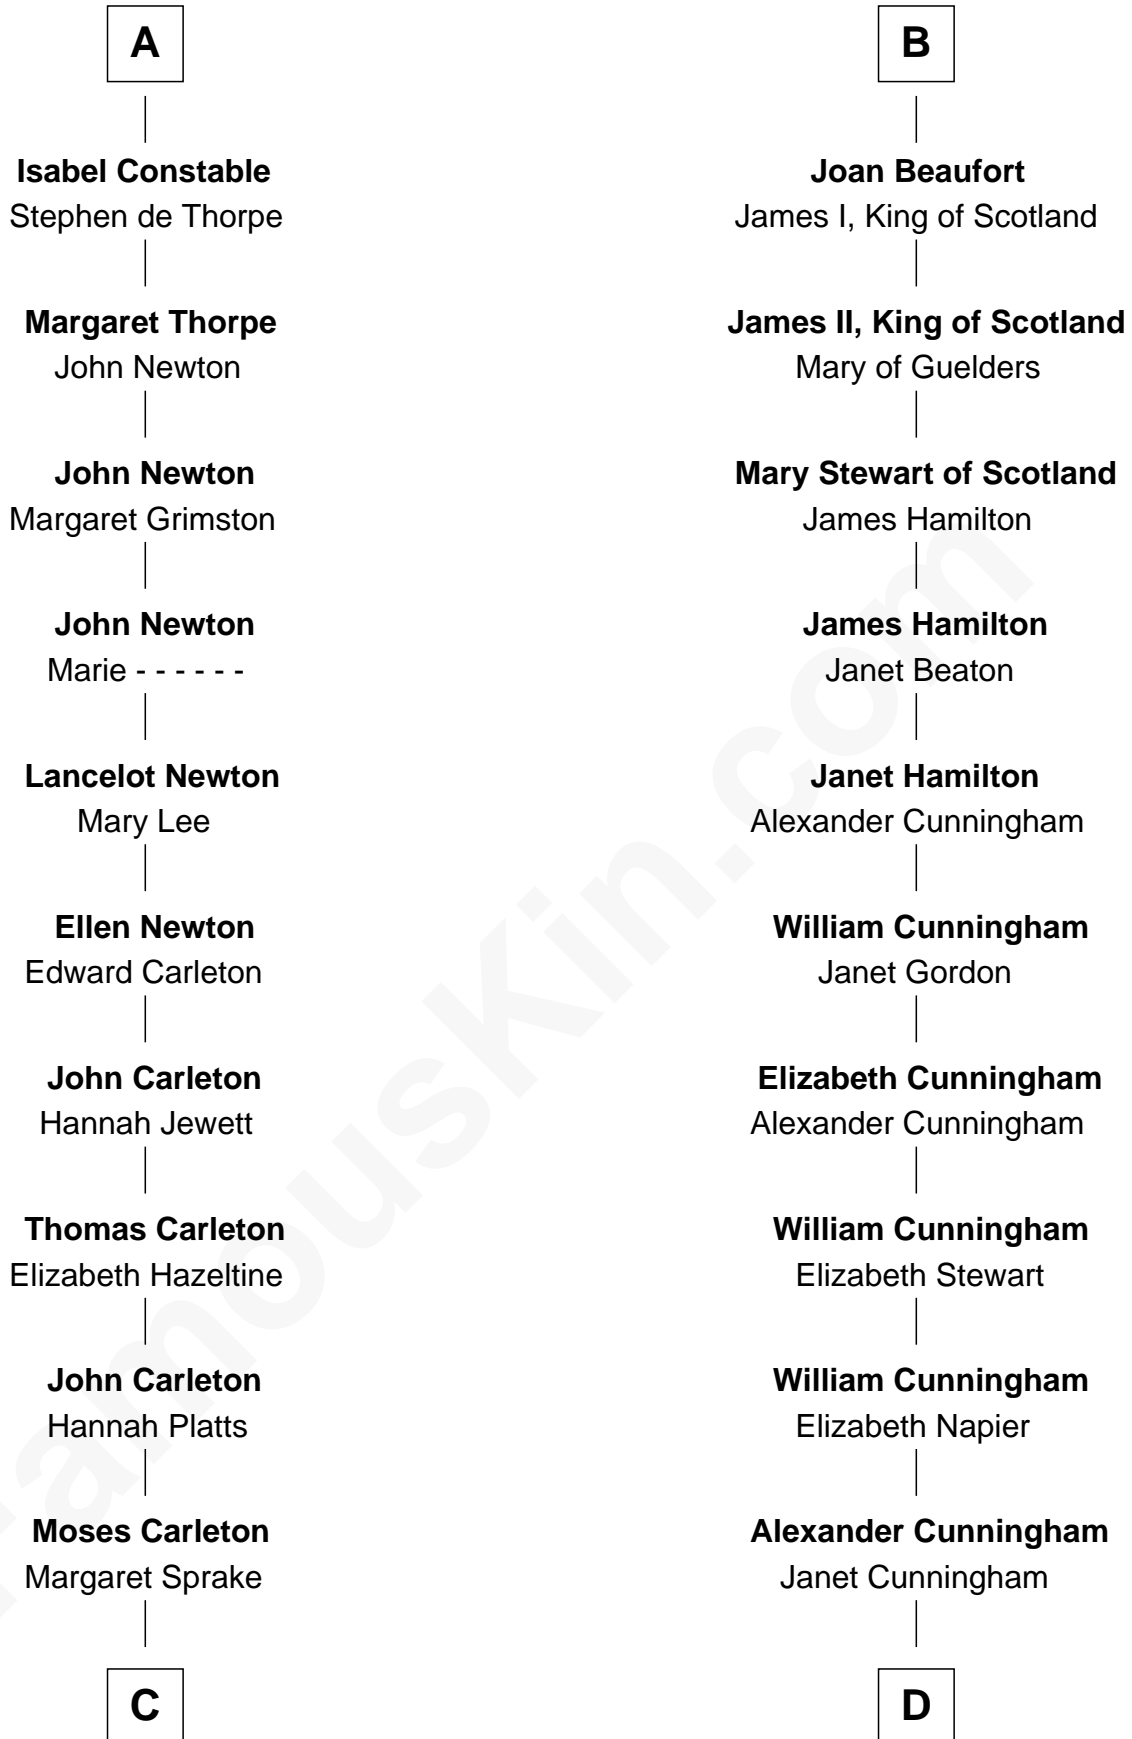 A
Isabel Constable
Stephen de Thorpe
Margaret Thorpe
John Newton
John Newton
Margaret Grimston
John Newton
Marie - - - - - -
Lancelot Newton
Mary Lee
Ellen Newton
Edward Carleton
John Carleton
Hannah Jewett
Thomas Carleton
Elizabeth Hazeltine
John Carleton
Hannah Platts
Moses Carleton
Margaret Sprake
C
B
Joan Beaufort
James I, King of Scotland
James II, King of Scotland
Mary of Guelders
Mary Stewart of Scotland
James Hamilton
James Hamilton
Janet Beaton
Janet Hamilton
Alexander Cunningham
William Cunningham
Janet Gordon
Elizabeth Cunningham
Alexander Cunningham
William Cunningham
Elizabeth Stewart
William Cunningham
Elizabeth Napier
Alexander Cunningham
Janet Cunningham
D
FamousKin.com